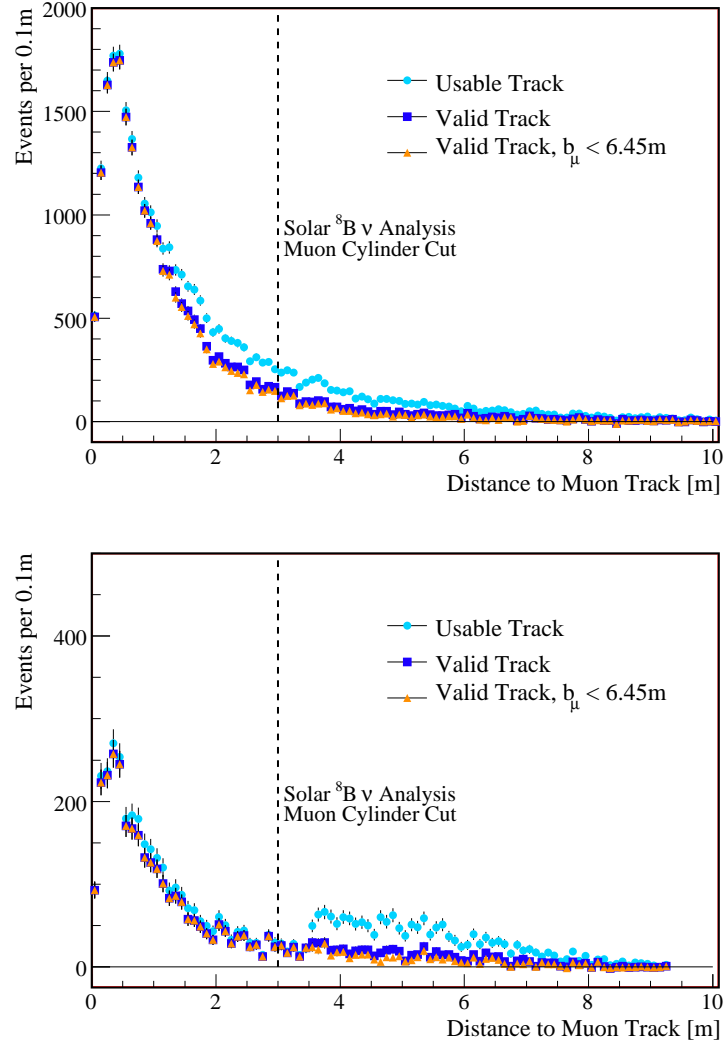 2000
1500
1000
500
0
Events per 0.1m
Usable Track
Valid Track
Valid Track, b_μ < 6.45m
Solar ⁸B ν Analysis
Muon Cylinder Cut
0 2 4 6 8 10
Distance to Muon Track [m]
400
200
0
Events per 0.1m
Usable Track
Valid Track
Valid Track, b_μ < 6.45m
Solar ⁸B ν Analysis
Muon Cylinder Cut
0 2 4 6 8 10
Distance to Muon Track [m]